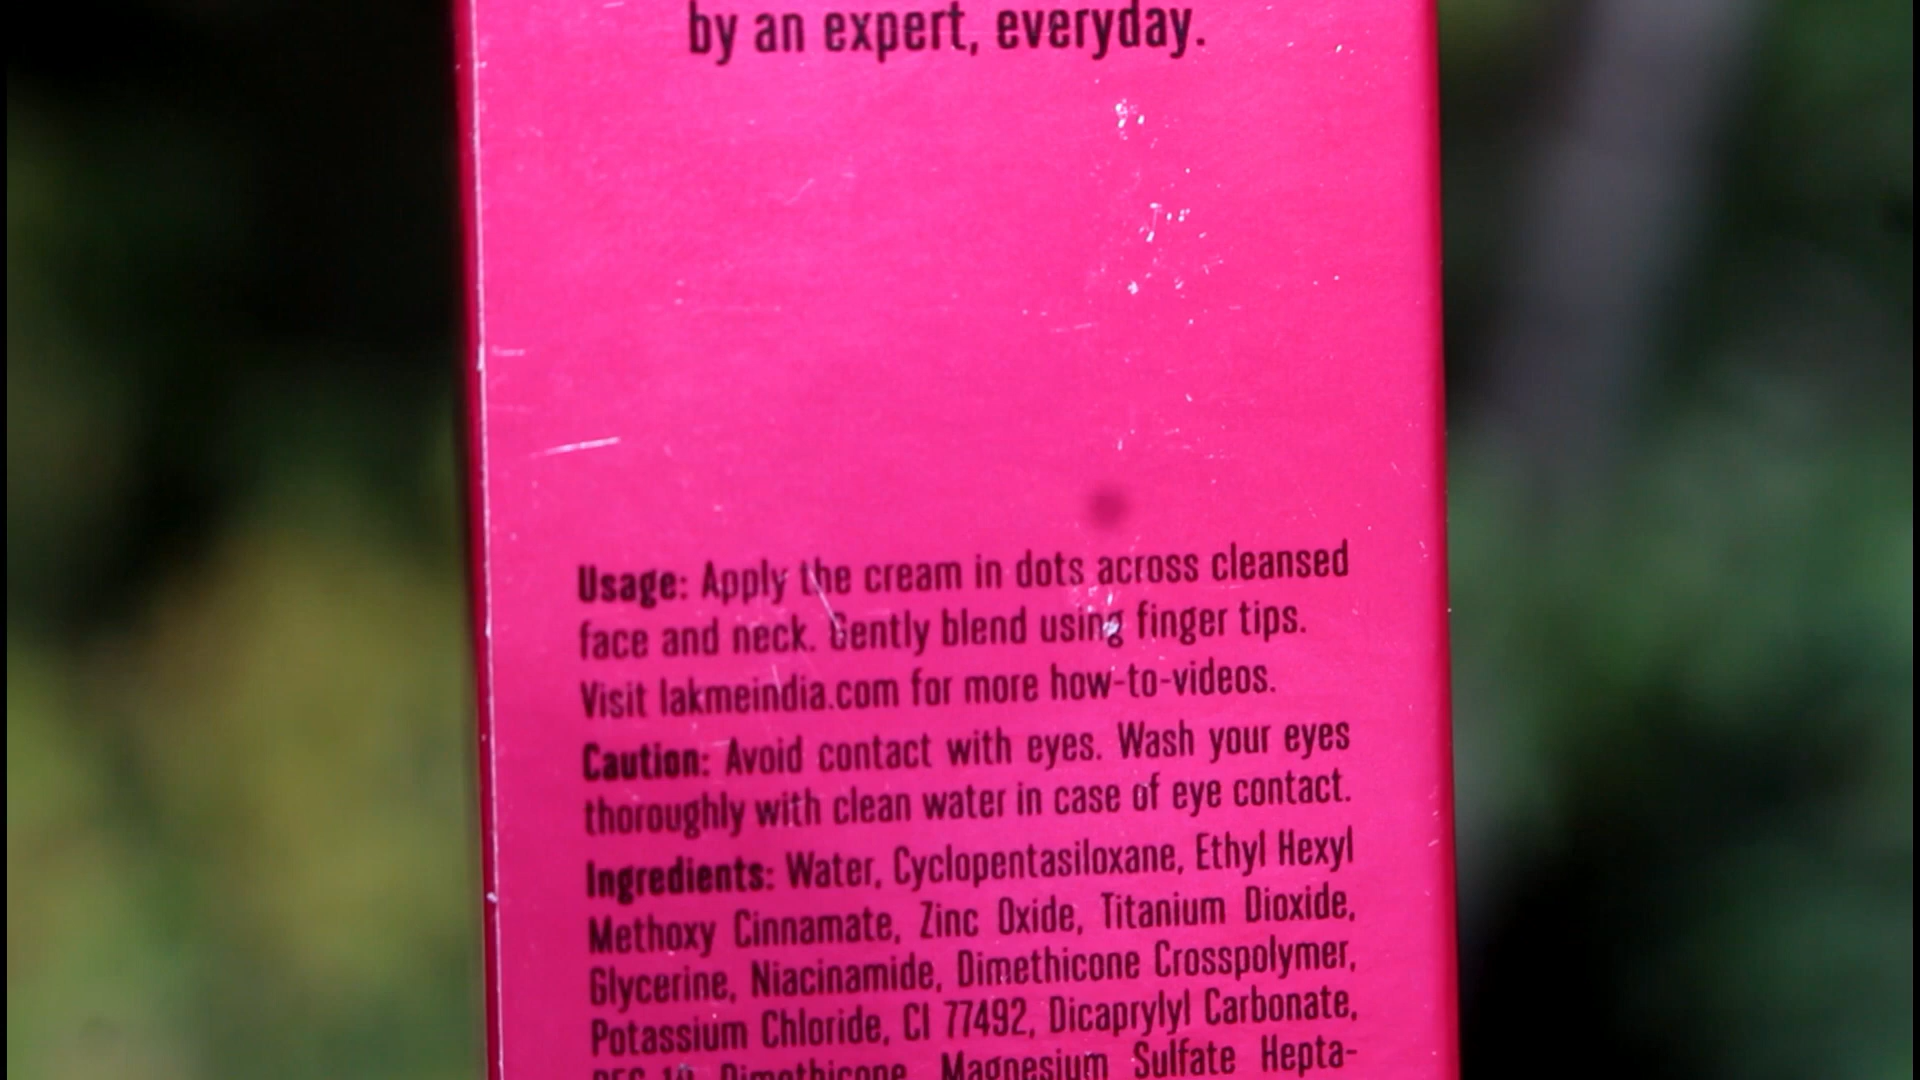 by an expert, everyday.
Usage: Apply the cream in dots across cleansed
face and neck. Gently blend using finger tips.
Visit lakmeindia.com for more how-to-videos.
Caution: Avoid contact with eyes. Wash your eyes
thoroughly with clean water in case of eye contact.
Ingredients: Water, Cyclopentasiloxane, Ethyl Hexyl
Methoxy Cinnamate, Zinc Oxide, Titanium Dioxide,
Glycerine, Niacinamide, Dimethicone Crosspolymer,
Potassium Chloride, CI 77492, Dicaprylyl Carbonate,
Dimethicone, Magnesium Sulfate Hepta-